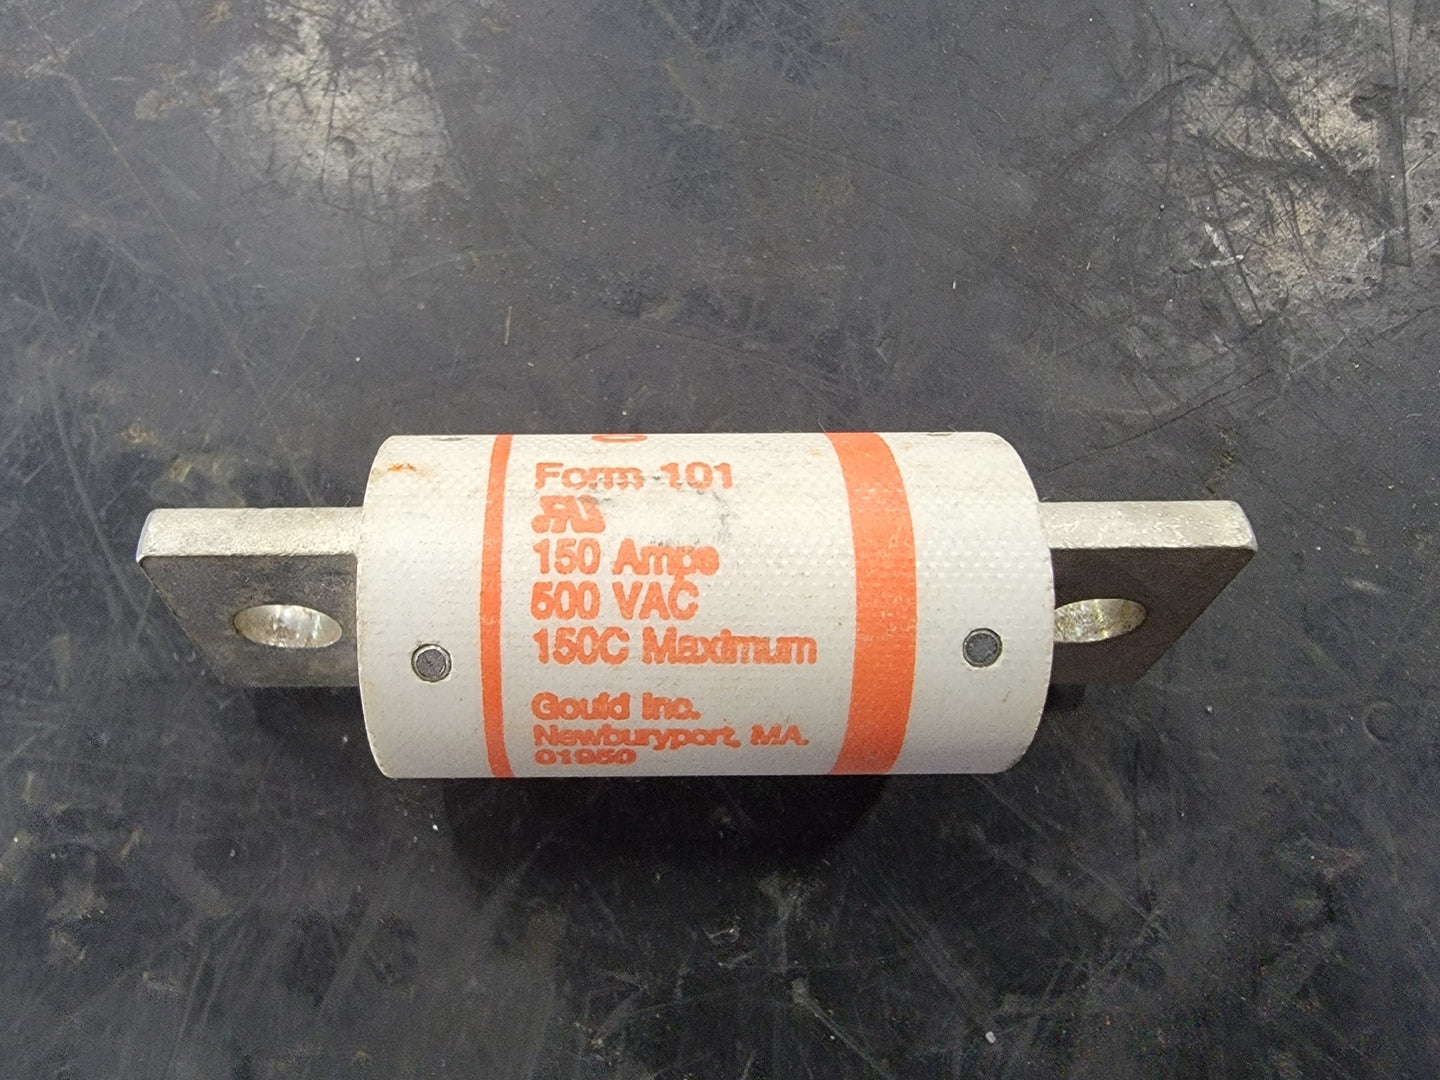 Form 101
150 Amps
500 VAC
150C Maximum
Gould Inc.
Newburyport, MA.
01950